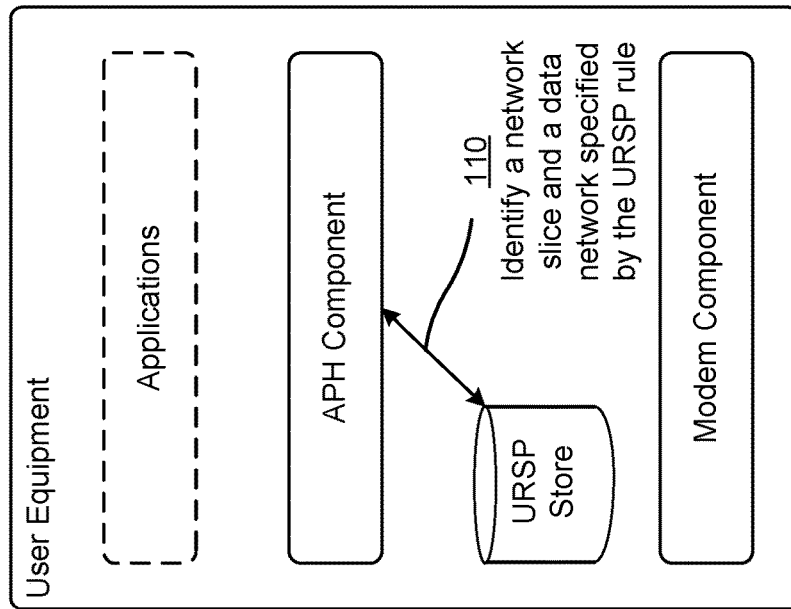 User Equipment
Applications
APH Component
110
Identify a network
slice and a data
network specified
by the URSP rule
URSP
Store
Modem Component